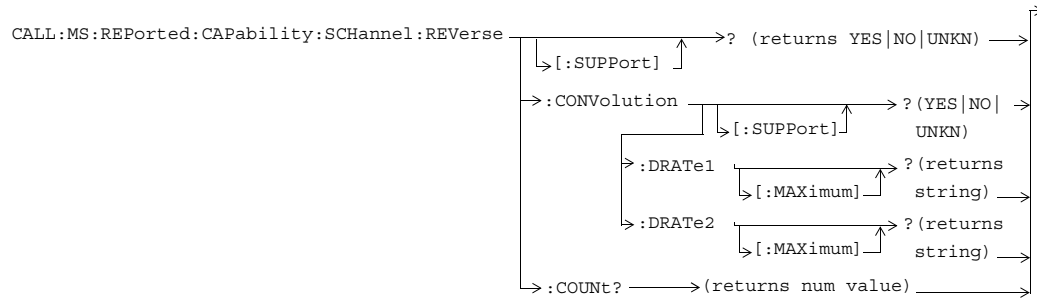 CALL:MS:REPorted:CAPability:SCHannel:REVerse ? (returns YES|NO|UNKN)
[:SUPPort]
:CONVolution ?(YES|NO|
[:SUPPort] UNKN)
:DRATe1 ?(returns
[:MAXimum] string)
:DRATe2 ?(returns
[:MAXimum] string)
:COUNt? (returns num value)